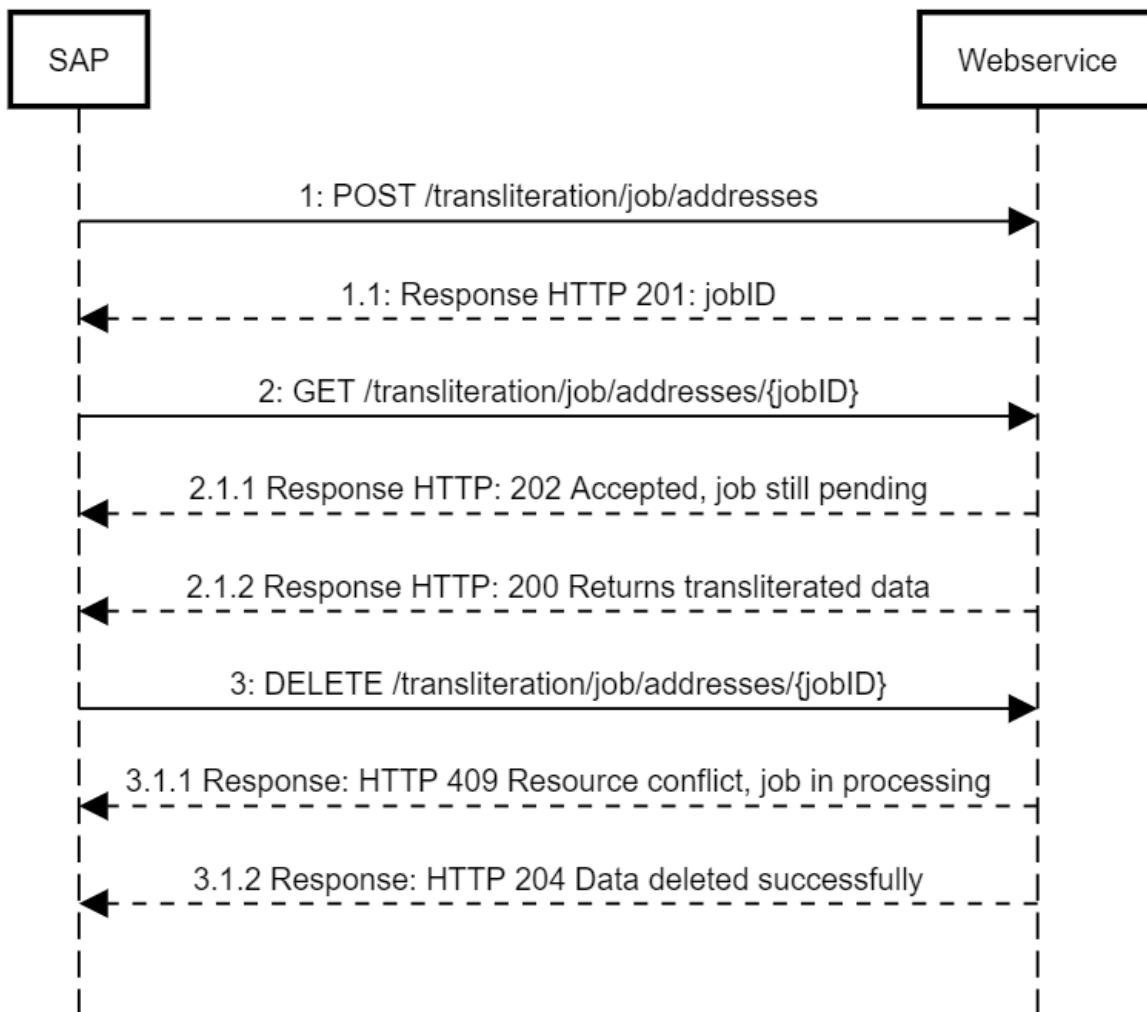 SAP
Webservice
1: POST /transliteration/job/addresses
1.1: Response HTTP 201: jobID
2: GET /transliteration/job/addresses/{jobID}
2.1.1 Response HTTP: 202 Accepted, job still pending
2.1.2 Response HTTP: 200 Returns transliterated data
3: DELETE /transliteration/job/addresses/{jobID}
3.1.1 Response: HTTP 409 Resource conflict, job in processing
3.1.2 Response: HTTP 204 Data deleted successfully